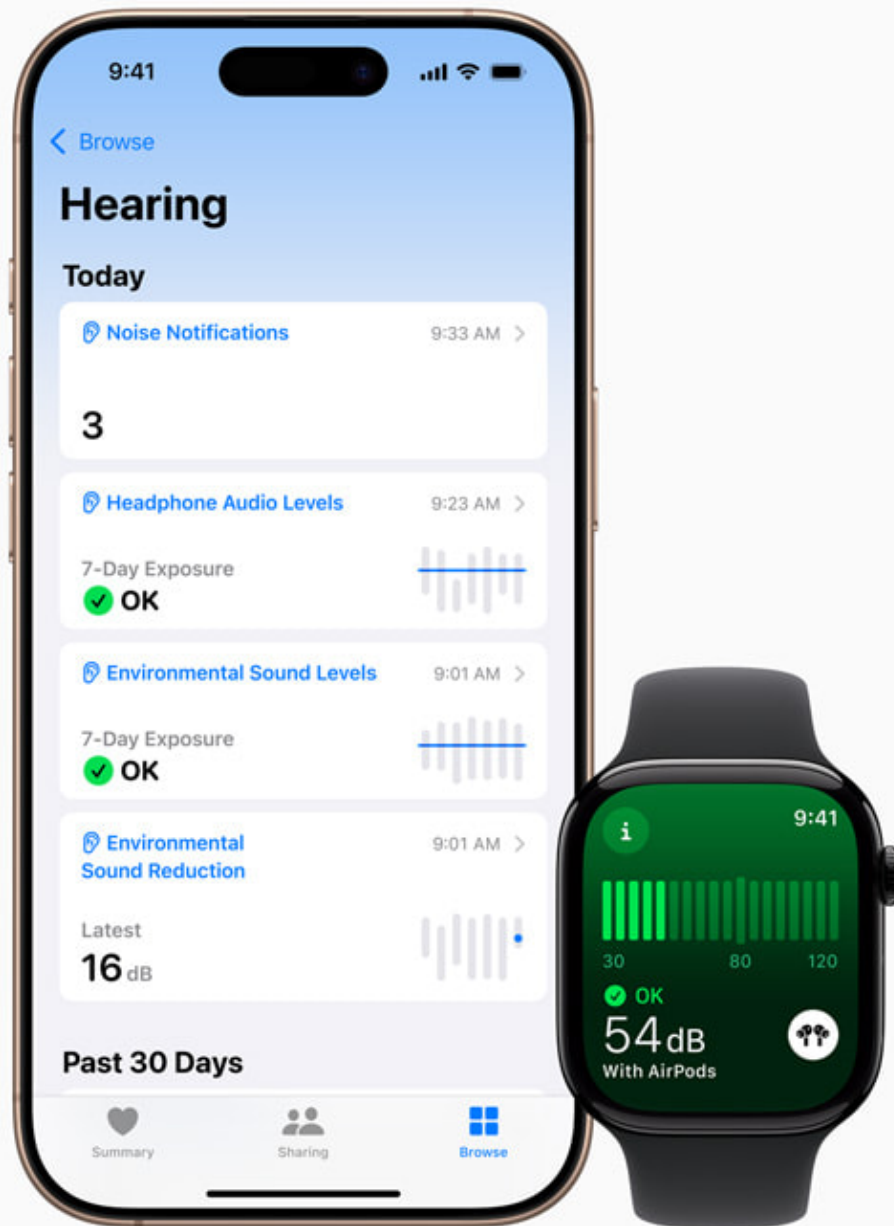 9:41
Browse
Hearing
Today
Noise Notifications 9:33 AM
3
Headphone Audio Levels 9:23 AM
7-Day Exposure
OK
Environmental Sound Levels 9:01 AM
7-Day Exposure
OK
Environmental 9:01 AM
Sound Reduction
Latest
16 dB
Past 30 Days
Summary Sharing Browse
i 9:41
30 80 120
OK
54 dB
With AirPods